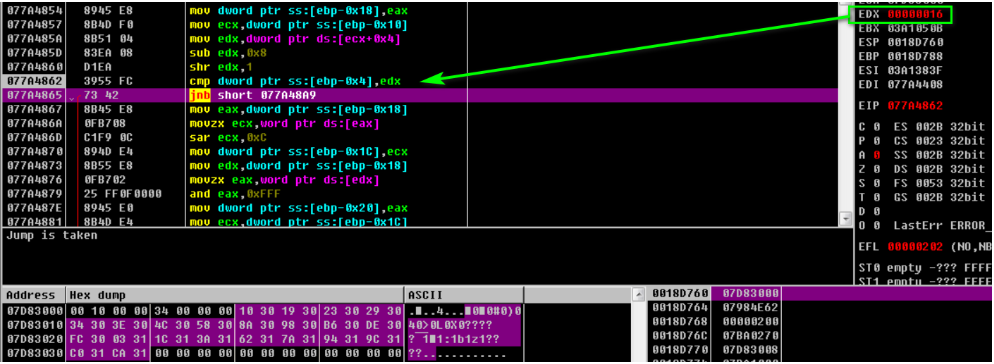 077A4854 8945 E8 mov dword ptr ss:[ebp-0x18],eax
077A4857 8B4D F0 mov ecx,dword ptr ss:[ebp-0x10]
077A485A 8B51 04 mov edx,dword ptr ds:[ecx+0x4]
077A485D 83EA 08 sub edx,0x8
077A4860 D1EA shr edx,1
077A4862 3955 FC cmp dword ptr ss:[ebp-0x4],edx
077A4865 73 42 jnb short 077A48A9
077A4867 8B45 E8 mov eax,dword ptr ss:[ebp-0x18]
077A486A 0FB708 movzx ecx,word ptr ds:[eax]
077A486D C1F9 0C sar ecx,0xC
077A4870 894D E4 mov dword ptr ss:[ebp-0x1C],ecx
077A4873 8B55 E8 mov edx,dword ptr ss:[ebp-0x18]
077A4876 0FB702 movzx eax,word ptr ds:[edx]
077A4879 25 FF0F0000 and eax,0xFFF
077A487E 8945 E0 mov dword ptr ss:[ebp-0x20],eax
077A4881 8B4D E4 mov ecx,dword ptr ss:[ebp-0x1C]
Jump is taken
EDX 00000016
EBX 03A1050B
ESP 0018D760
EBP 0018D788
ESI 03A1383F
EDI 077A4408
EIP 077A4862
C 0 ES 002B 32bit
P 0 CS 0023 32bit
A 0 SS 002B 32bit
Z 0 DS 002B 32bit
S 0 FS 0053 32bit
T 0 GS 002B 32bit
D 0
O 0 LastErr ERROR_
EFL 00000202 (NO,NB
ST0 empty -??? FFFF
ST1 empty -??? FFFF
Address Hex dump ASCII
07D83000 00 10 00 00 34 00 00 00 10 30 19 30 23 30 29 30
07D83010 34 30 3E 30 4C 30 58 30 8A 30 98 30 B6 30 DE 30 40>0L0X0????
07D83020 FC 30 03 31 1C 31 3A 31 62 31 7A 31 94 31 9C 31
07D83030 C0 31 CA 31 00 00 00 00 00 00 00 00 00 00 00 00 ??..
0018D760 07D83000
0018D764 07984E62
0018D768 00000200
0018D76C 07BA0270
0018D770 07D83008